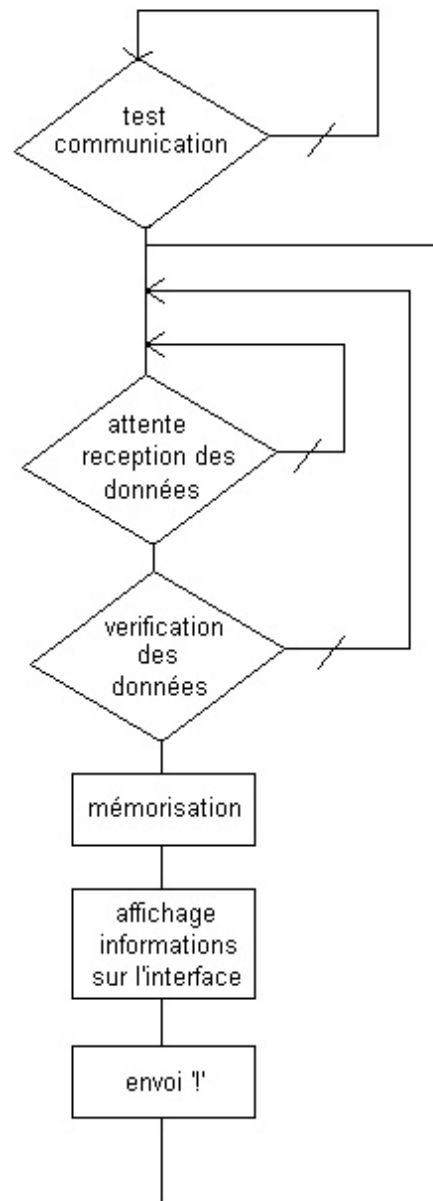 test
communication
attente
reception des
données
verification
des
données
mémorisation
affichage
informations
sur l'interface
envoi '!'